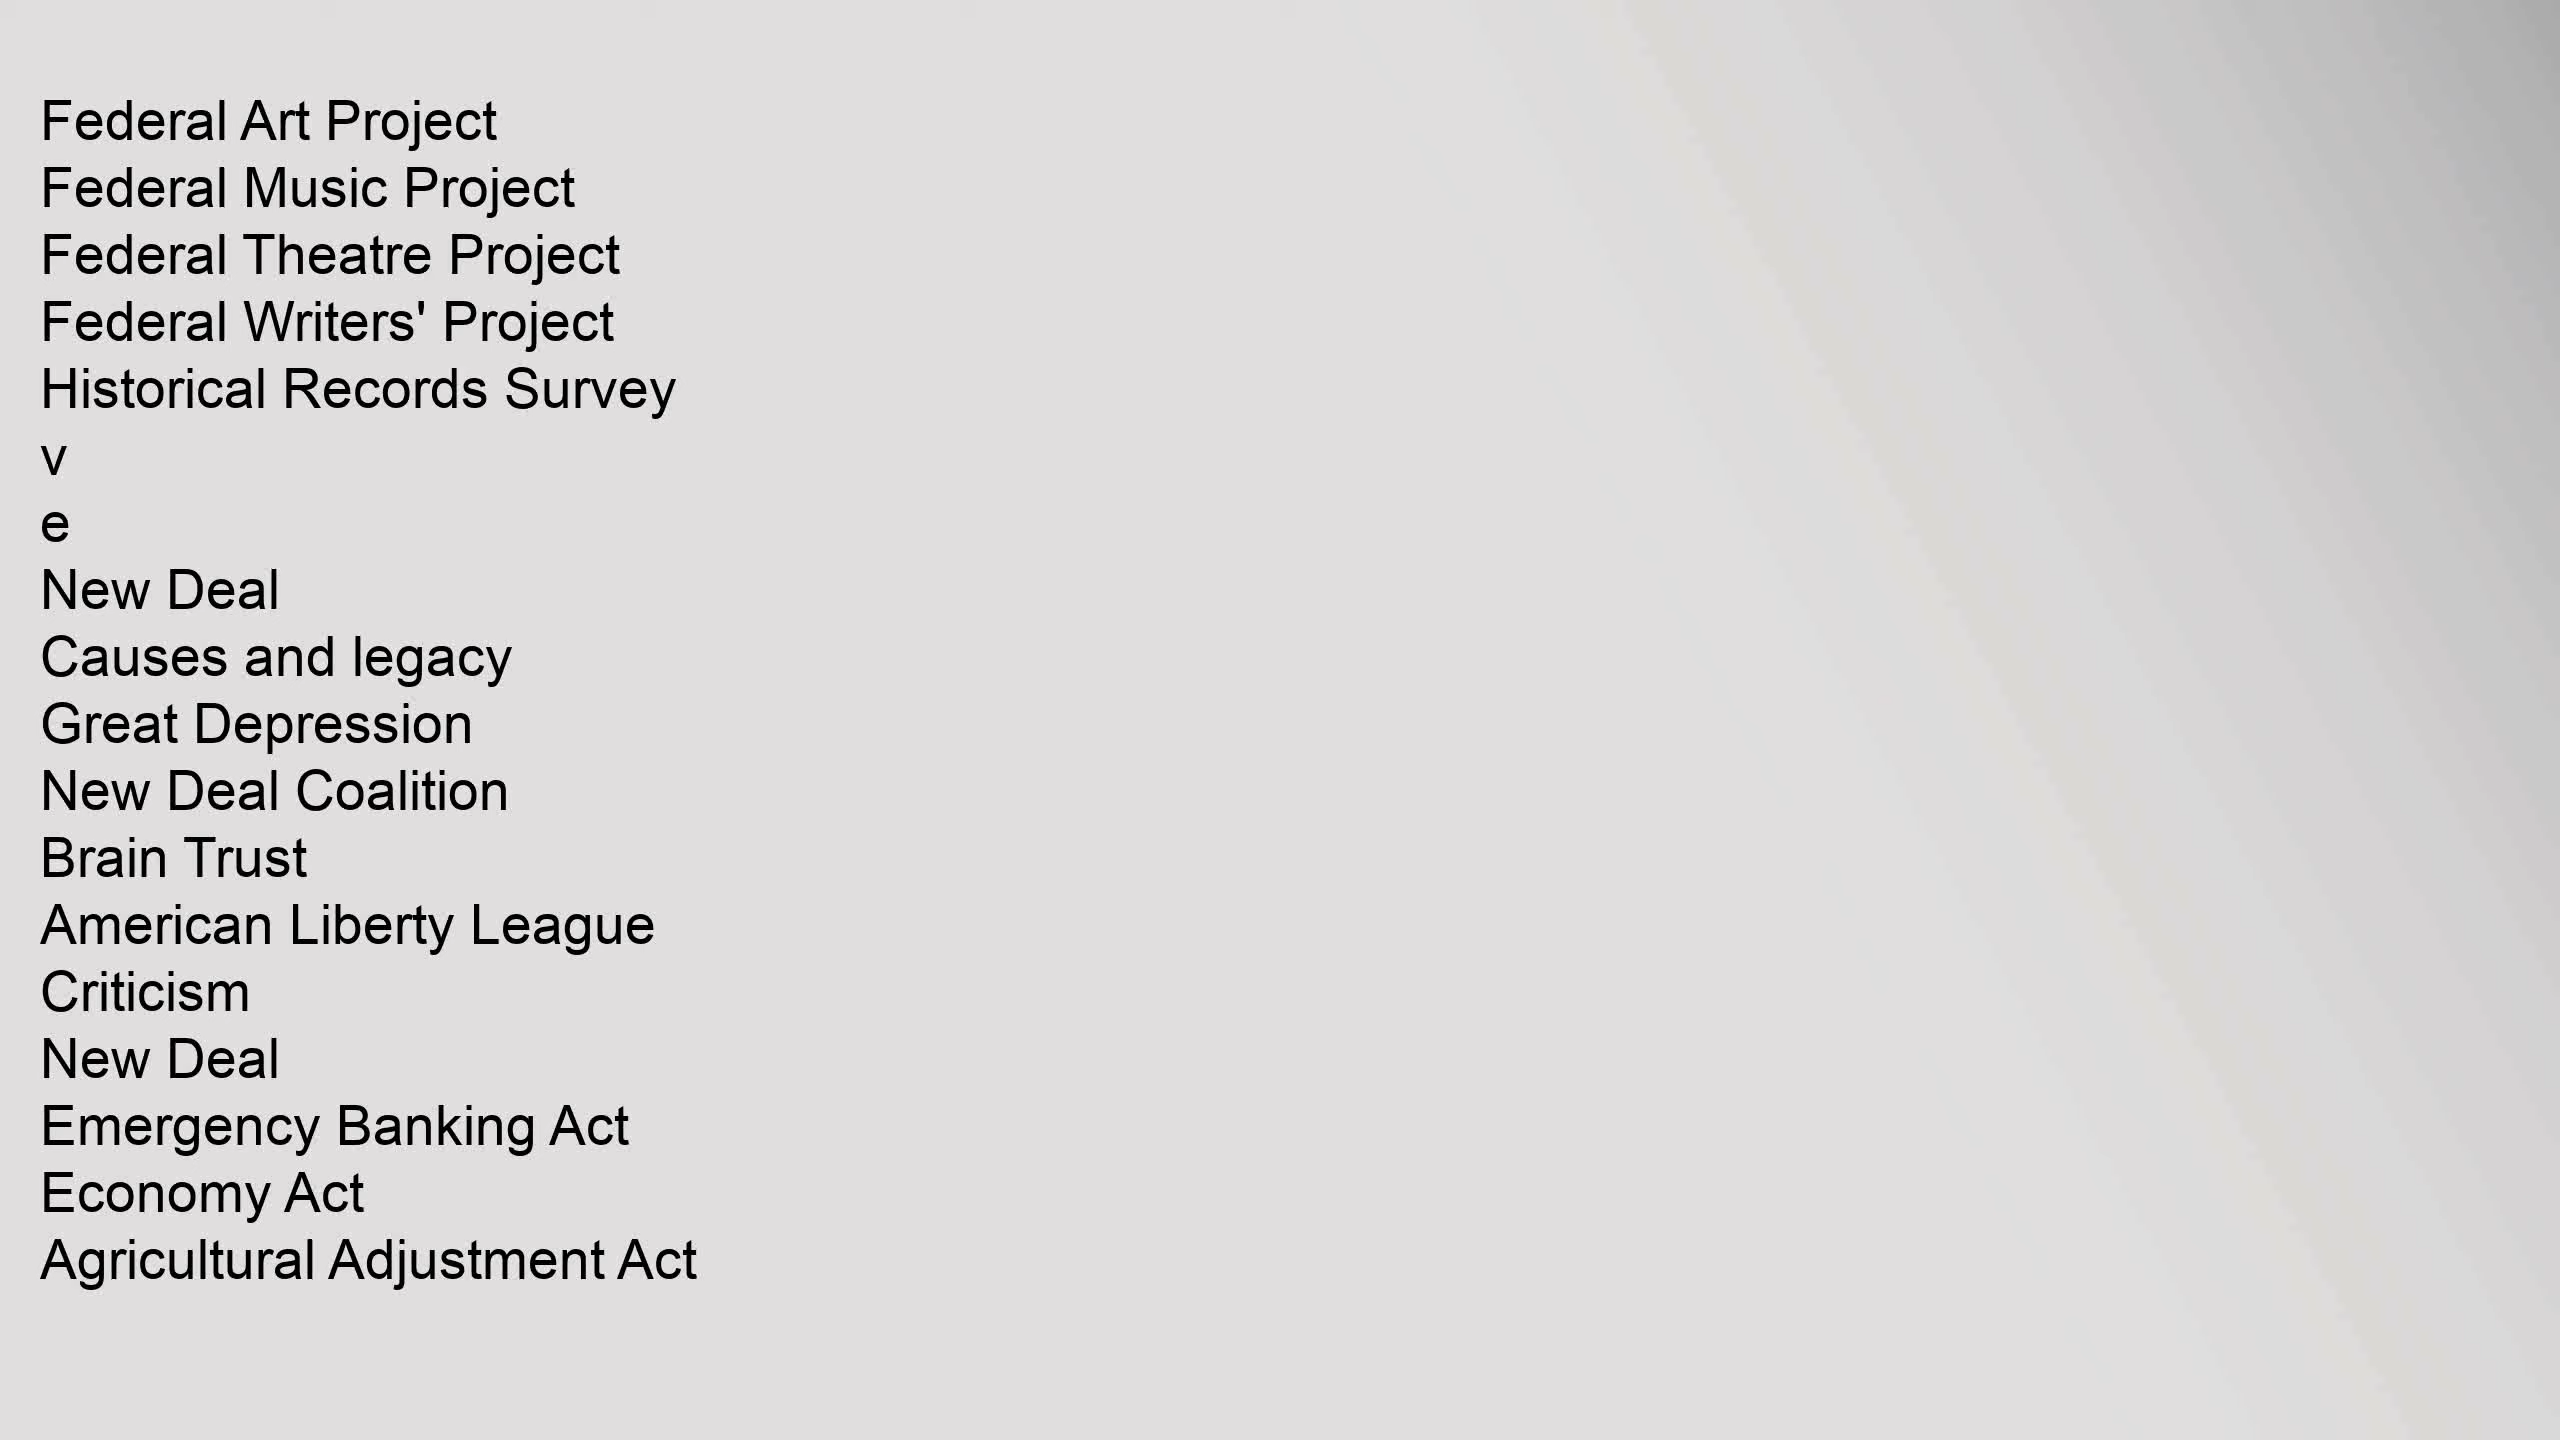 Federal Art Project
Federal Music Project
Federal Theatre Project
Federal Writers' Project
Historical Records Survey
v
e
New Deal
Causes and legacy
Great Depression
New Deal Coalition
Brain Trust
American Liberty League
Criticism
New Deal
Emergency Banking Act
Economy Act
Agricultural Adjustment Act